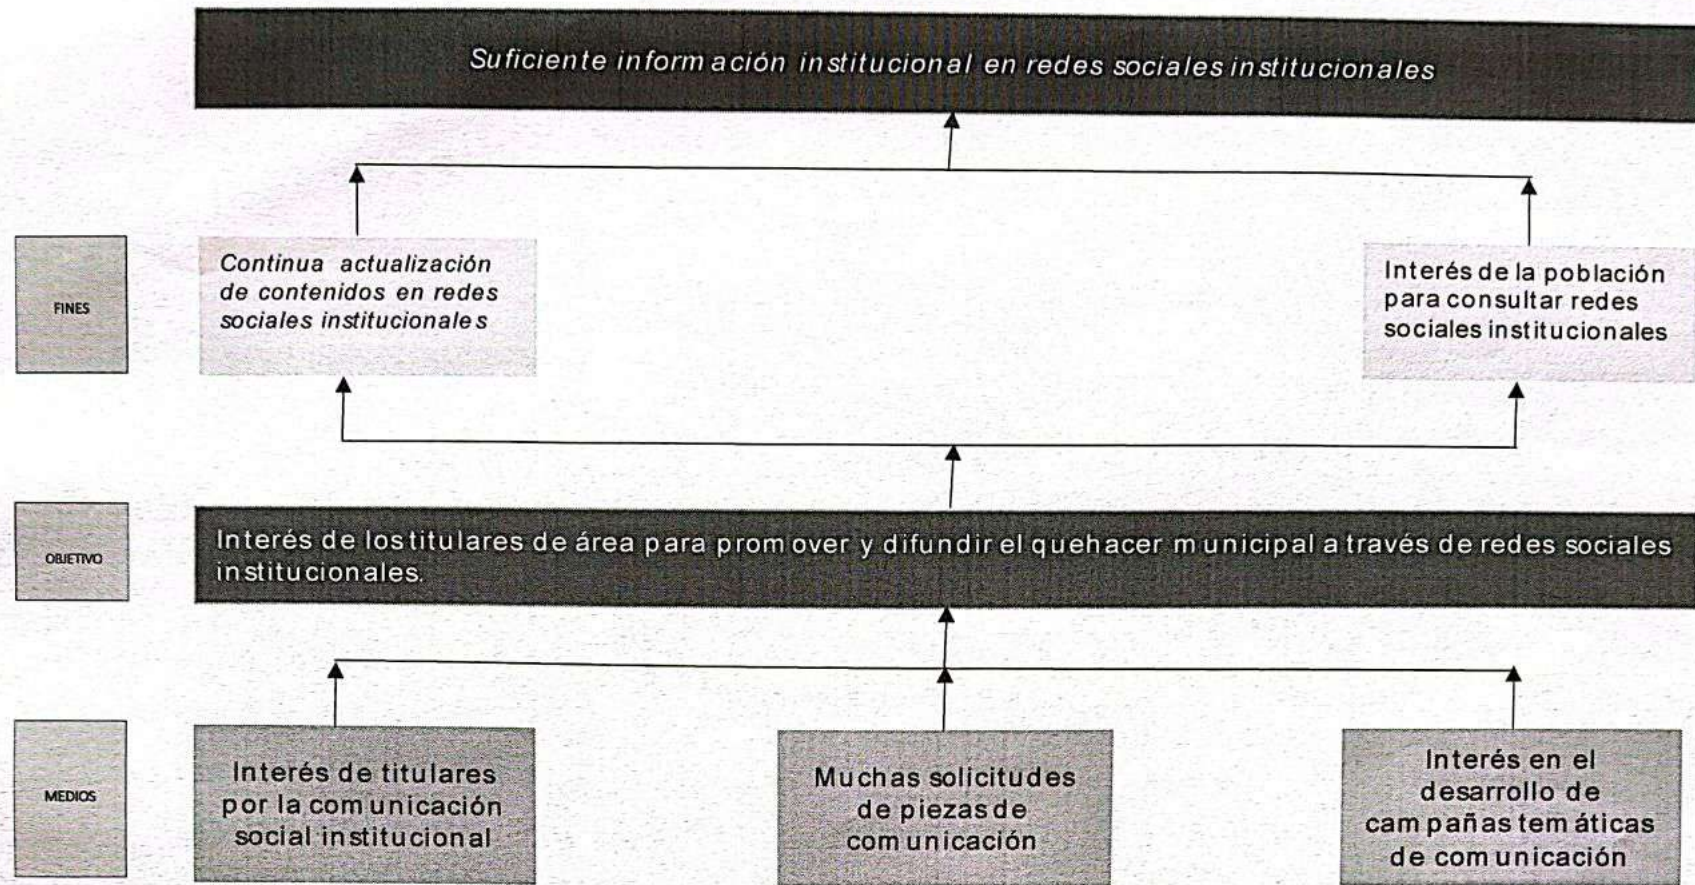 Suficiente información institucional en redes sociales institucionales
FINES
Continua actualización
de contenidos en redes
sociales institucionales
Interés de la población
para consultar redes
sociales institucionales
OBJETIVO
Interés de los titulares de área para promover y difundir el quehacer municipal a través de redes sociales
institucionales.
MEDIOS
Interés de titulares
por la comunicación
social institucional
Muchas solicitudes
de piezas de
comunicación
Interés en el
desarrollo de
campañas temáticas
de comunicación